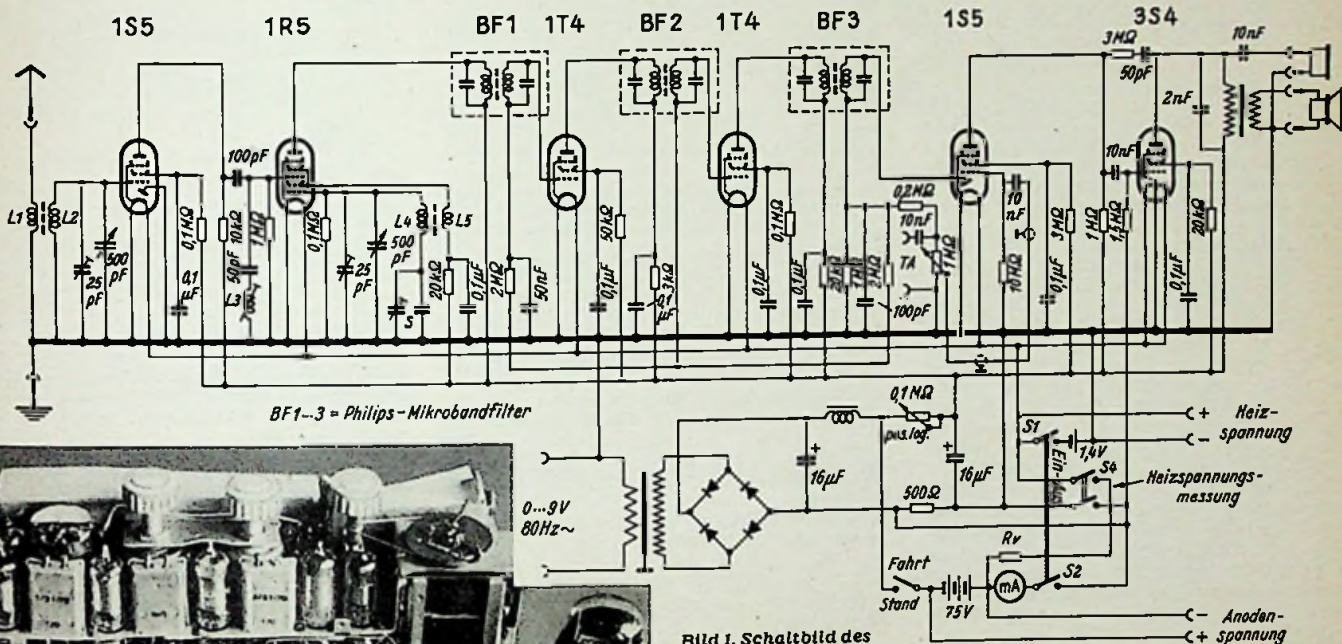 1S5
1R5
BF1
1T4
BF2
1T4
BF3
1S5
3S4
3MΩ
50pF
10nF
2nF
L1
L2
25 pF
500 pF
0,1 µF
0,1MΩ
10kΩ
100pF
50pF
L3
1MΩ
0,1MΩ
25 pF
500 pF
L4
L5
S
20kΩ
0,1µF
2MΩ
50nF
0,1µF
50kΩ
0,1 µF
3kΩ
0,1µF
0,1MΩ
0,1µF
20kΩ
1MΩ
2MΩ
100pF
0,2MΩ
10nF
TA
1MΩ
10 nF
10MΩ
0,1µF
3MΩ
1MΩ
10nF
1,5MΩ
0,1µF
20kΩ
BF1...3 = Philips-Mikrobandfilter
0...9V
80Hz~
16µF
0,1MΩ
pos.log.
16µF
500Ω
Fahrt
Stand
75V
mA
Rv
S1
S2
S4
Ein-
1,4V
+ Heiz-
- spannung
Heizspannungs-
messung
- Anoden-
+ spannung
Bild 1. Schaltbild des